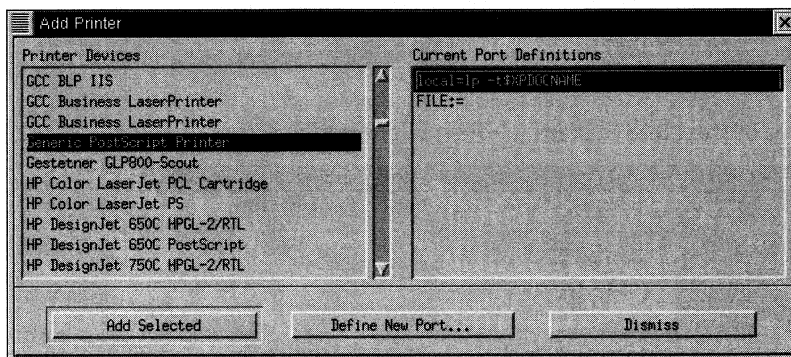 Add Printer
Printer Devices
GCC BLP IIS
GCC Business LaserPrinter
GCC Business LaserPrinter
Generic PostScript Printer
Gestetner GLP800-Scout
HP Color LaserJet PCL Cartridge
HP Color LaserJet PS
HP DesignJet 650C HPGL-2/RTL
HP DesignJet 650C PostScript
HP DesignJet 750C HPGL-2/RTL
Current Port Definitions
local=lp -t$XPDOCNAME
FILE:=
Add Selected
Define New Port...
Dismiss